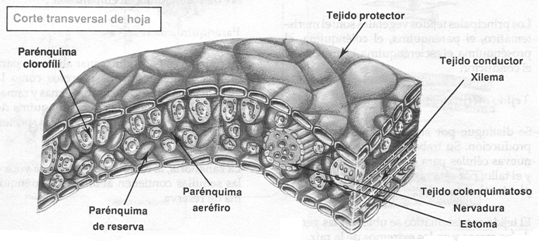 Corte transversal de hoja
Parénquima
clorofíli
Tejido protector
Tejido conductor
Xilema
Parénquima
de reserva
Parénquima
aeréfiro
Tejido colenquimatoso
Nervadura
Estoma